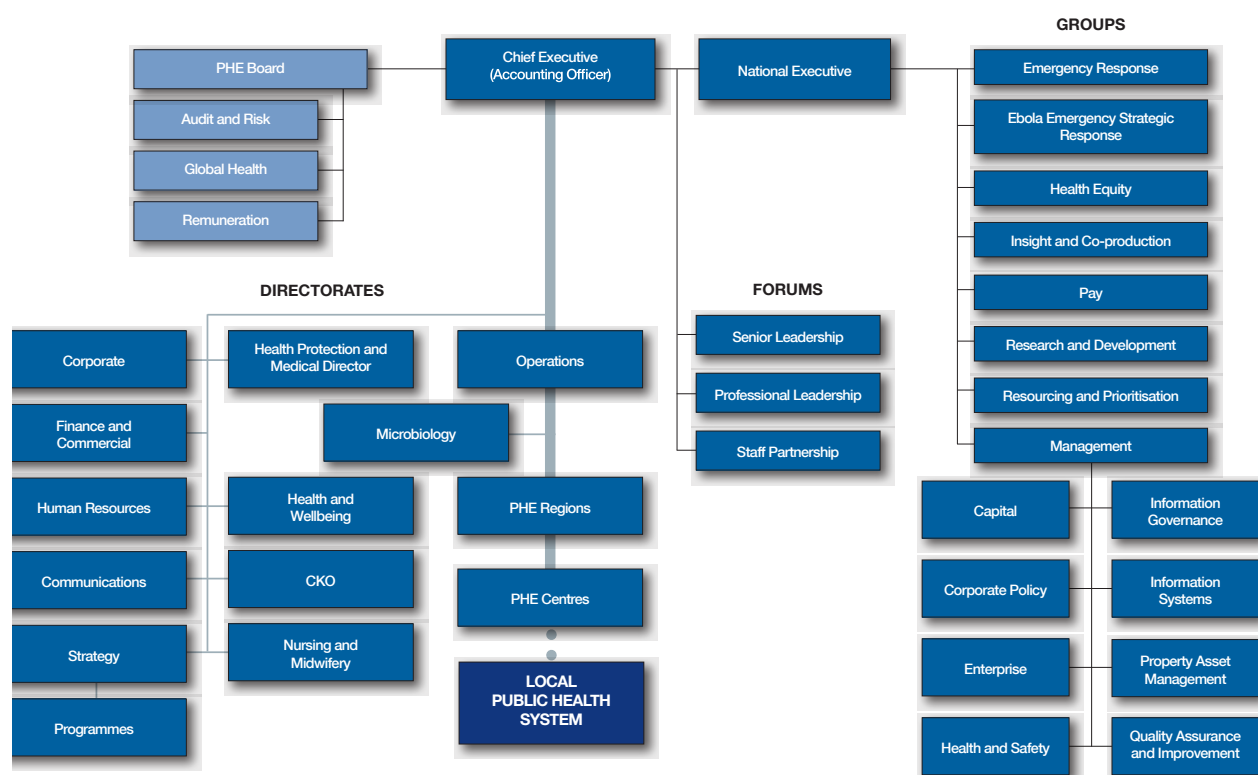 GROUPS
PHE Board
Chief Executive
(Accounting Officer)
National Executive
Emergency Response
Audit and Risk
Ebola Emergency Strategic
Response
Global Health
Health Equity
Remuneration
Insight and Co-production
DIRECTORATES
FORUMS
Pay
Corporate
Health Protection and
Medical Director
Operations
Senior Leadership
Research and Development
Professional Leadership
Resourcing and Prioritisation
Finance and
Commercial
Microbiology
Staff Partnership
Management
Human Resources
Health and
Wellbeing
PHE Regions
Capital
Information
Governance
Communications
CKO
PHE Centres
Corporate Policy
Information
Systems
Strategy
Nursing and
Midwifery
LOCAL
PUBLIC HEALTH
SYSTEM
Enterprise
Property Asset
Management
Programmes
Health and Safety
Quality Assurance
and Improvement